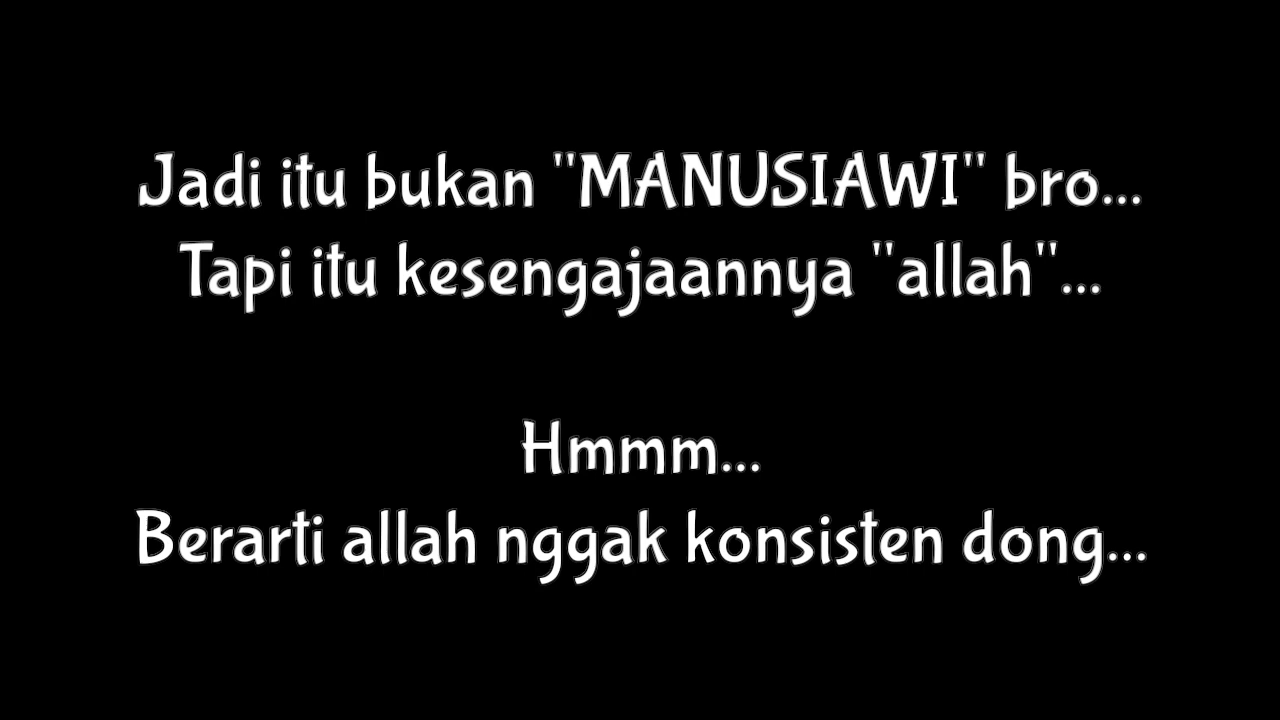 Jadi itu bukan "MANUSIAWI" bro...
Tapi itu kesengajaannya "allah"...
Hmmm...
Berarti allah nggak konsisten dong...